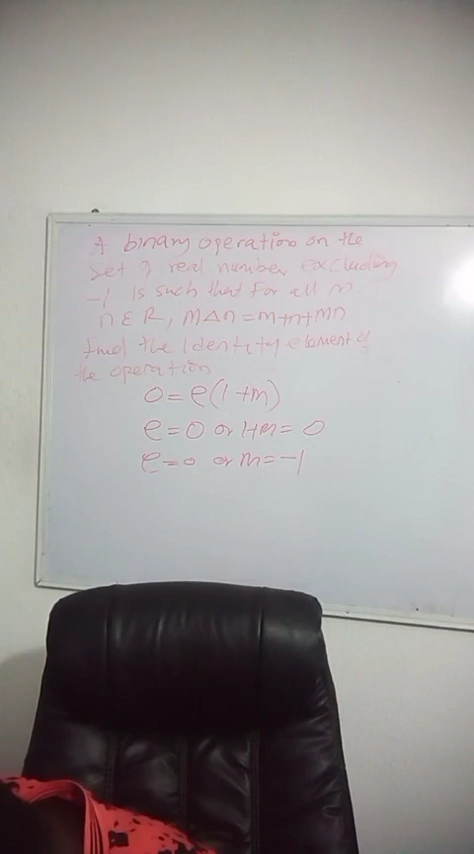 A binary operation on the
Set of real number excluding
-1 is such that for all m
n ∈ R, m∆n = m+n+mn
find the identity element of
the operation
0 = e(1+m)
e = 0 or 1+m = 0
e = 0 or m = -1